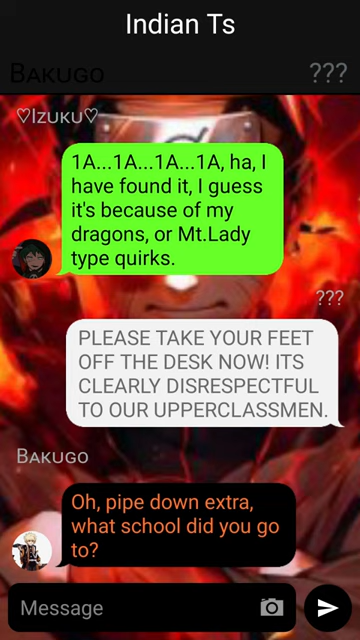 Indian Ts
Bakugo
???
♡Izuku♡
1A...1A...1A...1A, ha, I
have found it, I guess
it's because of my
dragons, or Mt.Lady
type quirks.
???
PLEASE TAKE YOUR FEET
OFF THE DESK NOW! ITS
CLEARLY DISRESPECTFUL
TO OUR UPPERCLASSMEN.
Bakugo
Oh, pipe down extra,
what school did you go
to?
Message